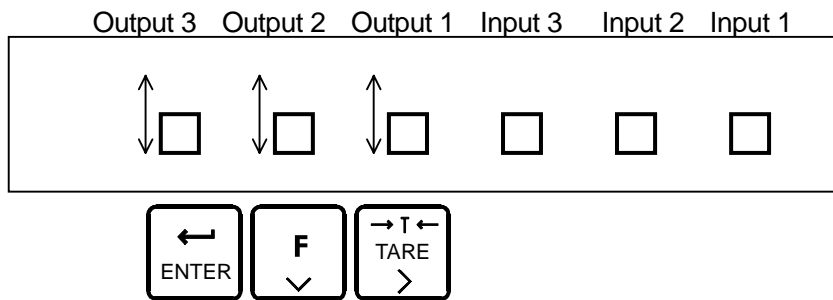 Output 3 Output 2 Output 1 Input 3 Input 2 Input 1
ENTER
F
→ T ←
TARE